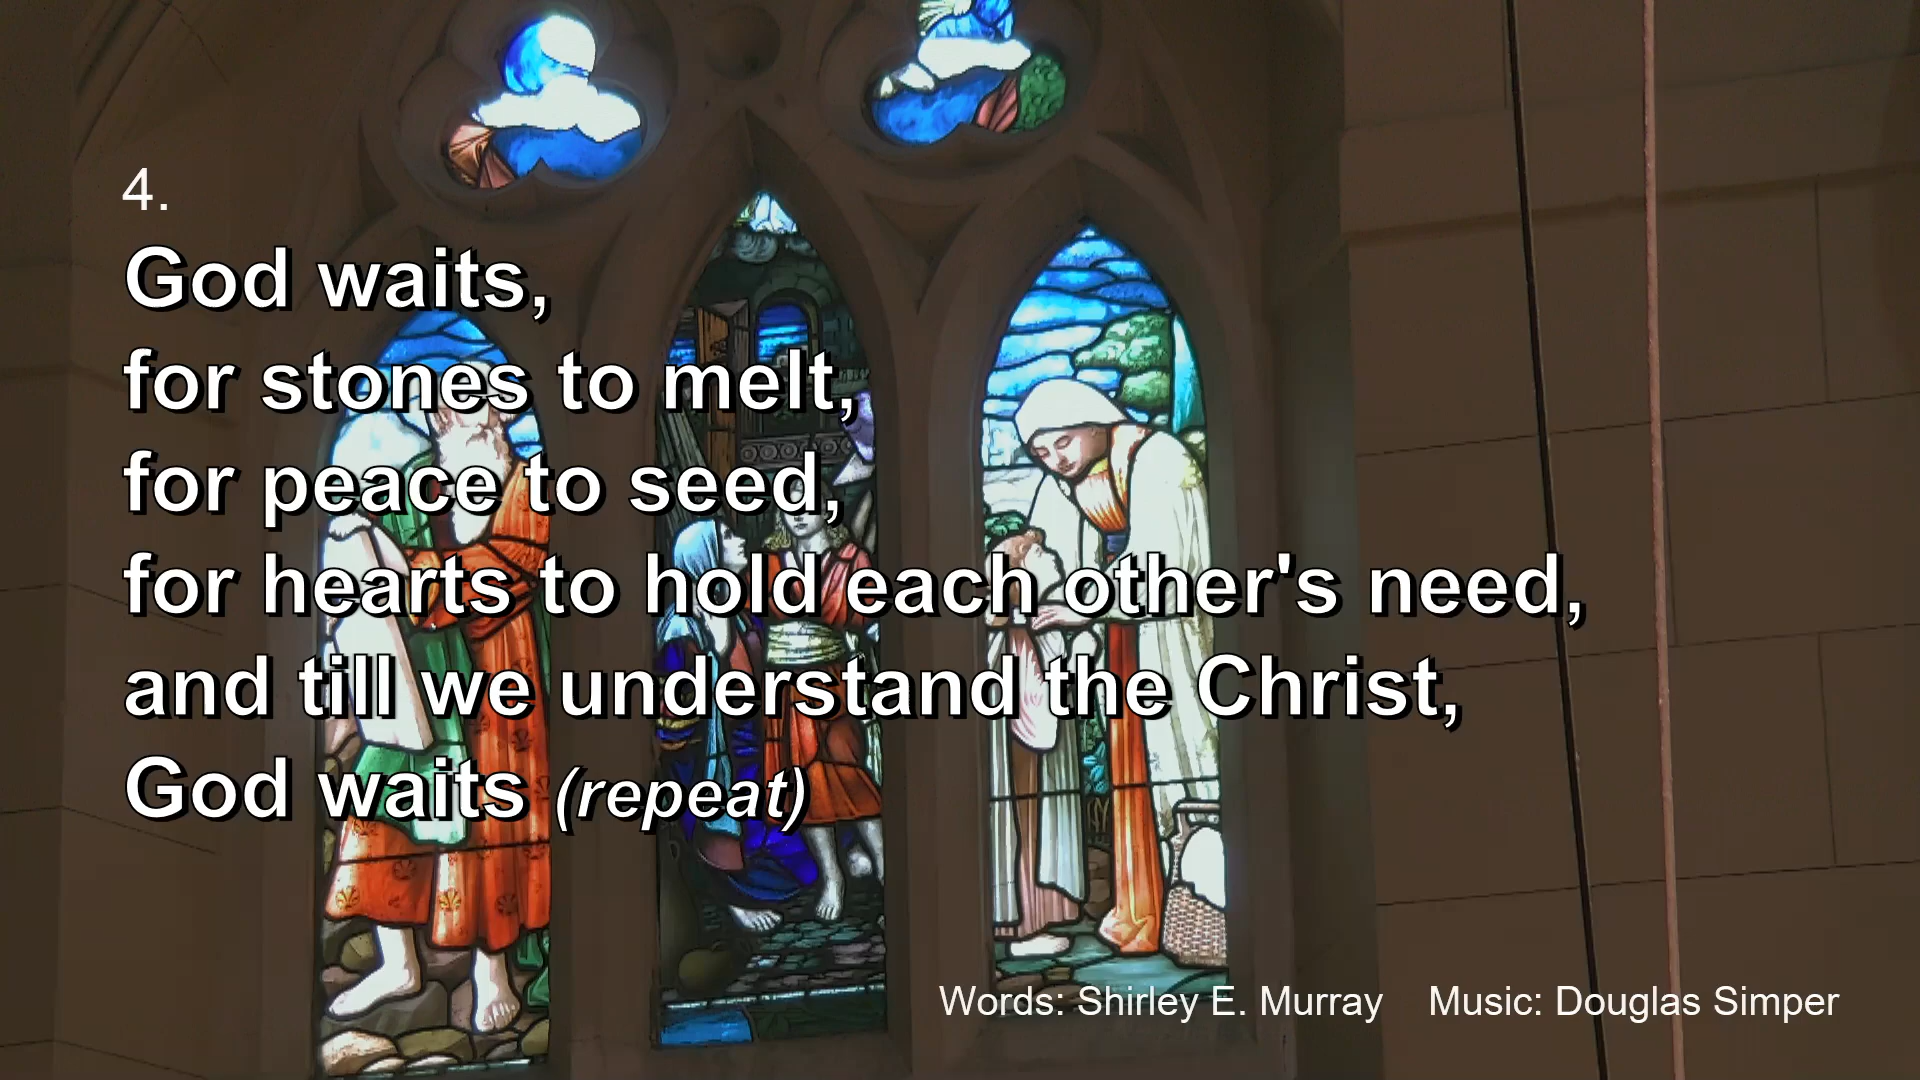 4.
God waits,
for stones to melt,
for peace to seed,
for hearts to hold each other's need,
and till we understand the Christ,
God waits (repeat)
Words: Shirley E. Murray Music: Douglas Simper